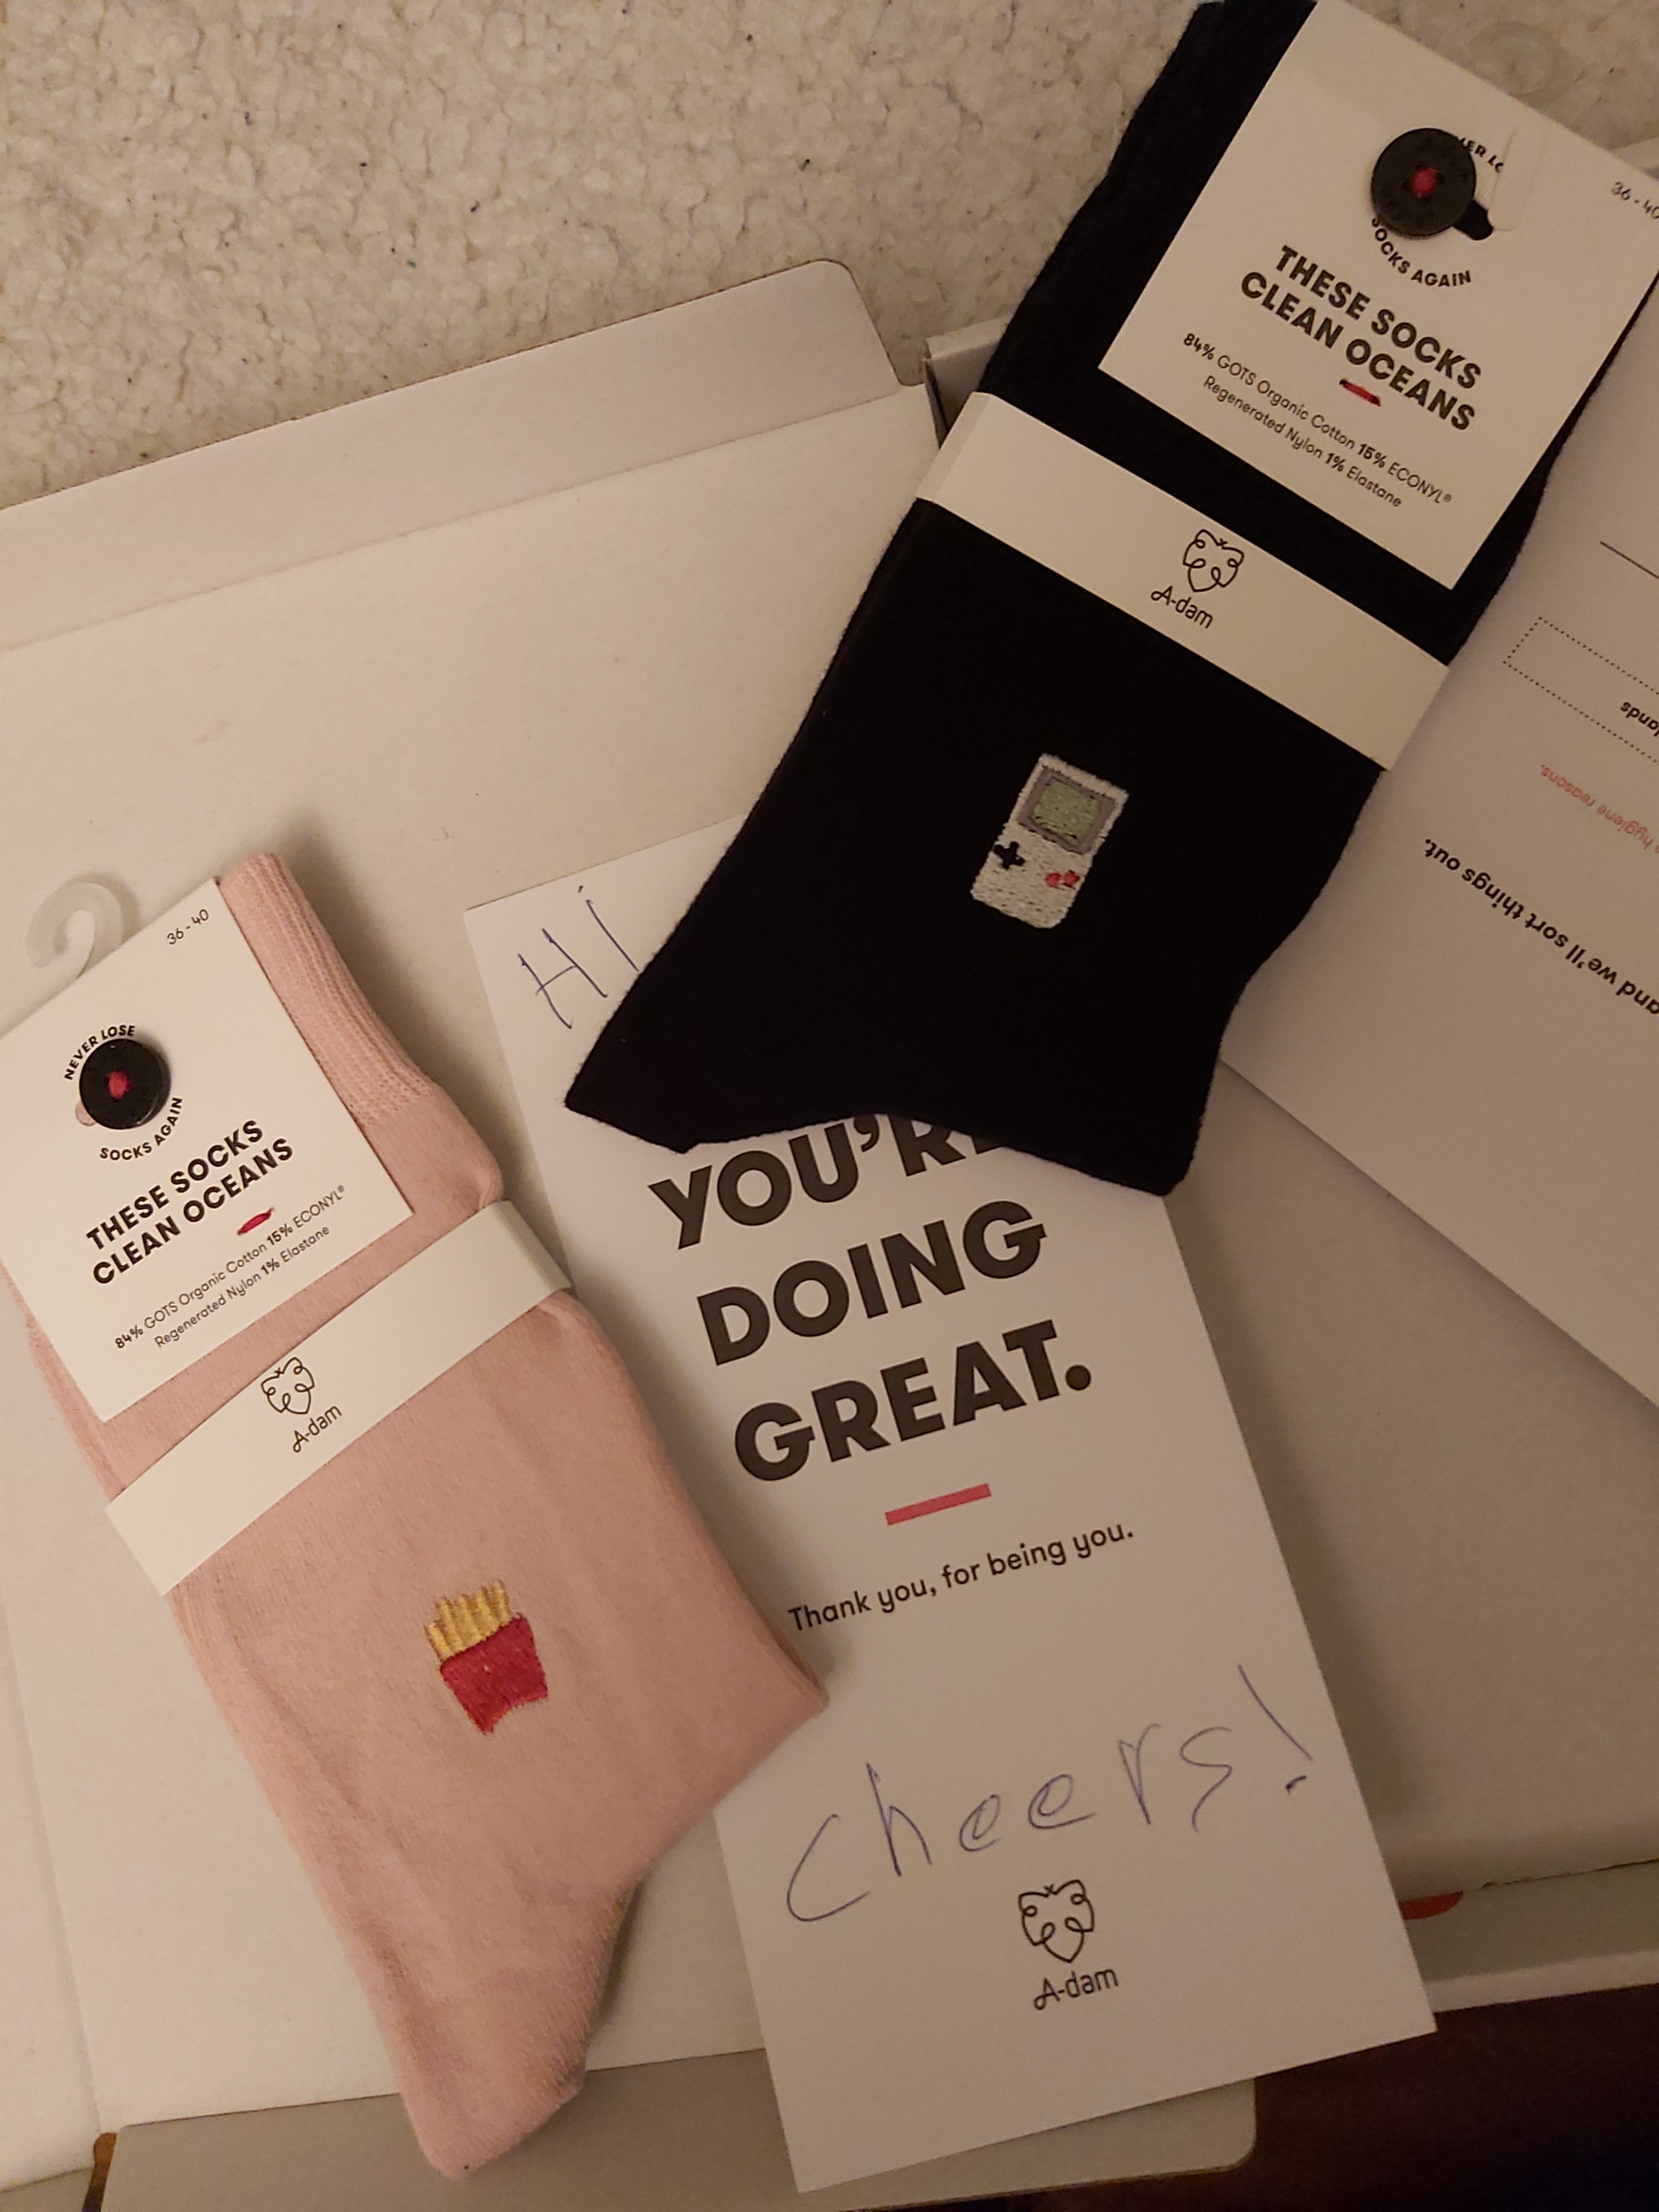 NEVER LOSE
SOCKS AGAIN
36 - 40
THESE SOCKS
CLEAN OCEANS
84% GOTS Organic Cotton 15% ECONYL®
Regenerated Nylon 1% Elastane
A-dam
36 - 40
SOCKS AGAIN
THESE SOCKS
CLEAN OCEANS
84% GOTS Organic Cotton 15% ECONYL®
Regenerated Nylon 1% Elastane
A-dam
Hi
YOU'RE
DOING
GREAT.
Thank you, for being you.
Cheers!
A-dam
hygiene reasons.
and we'll sort things out.